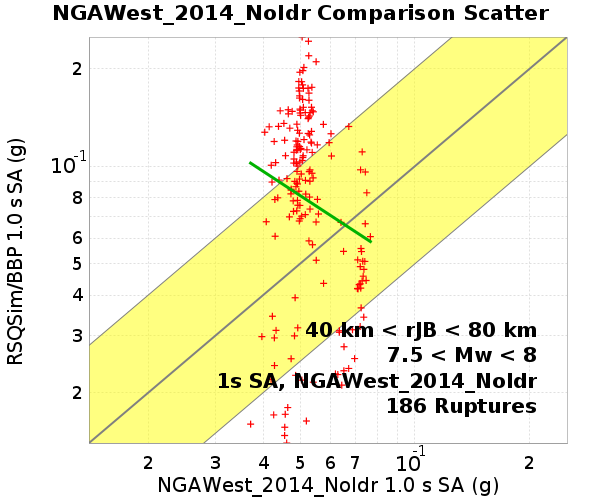 NGAWest_2014_NoIdr Comparison Scatter
RSQSim/BBP 1.0 s SA (g)
2
10-1
8
6
5
4
3
2
40 km < rJB < 80 km
7.5 < Mw < 8
1s SA, NGAWest_2014_NoIdr
186 Ruptures
2 3 4 5 6 7 10-1 2
NGAWest_2014_NoIdr 1.0 s SA (g)